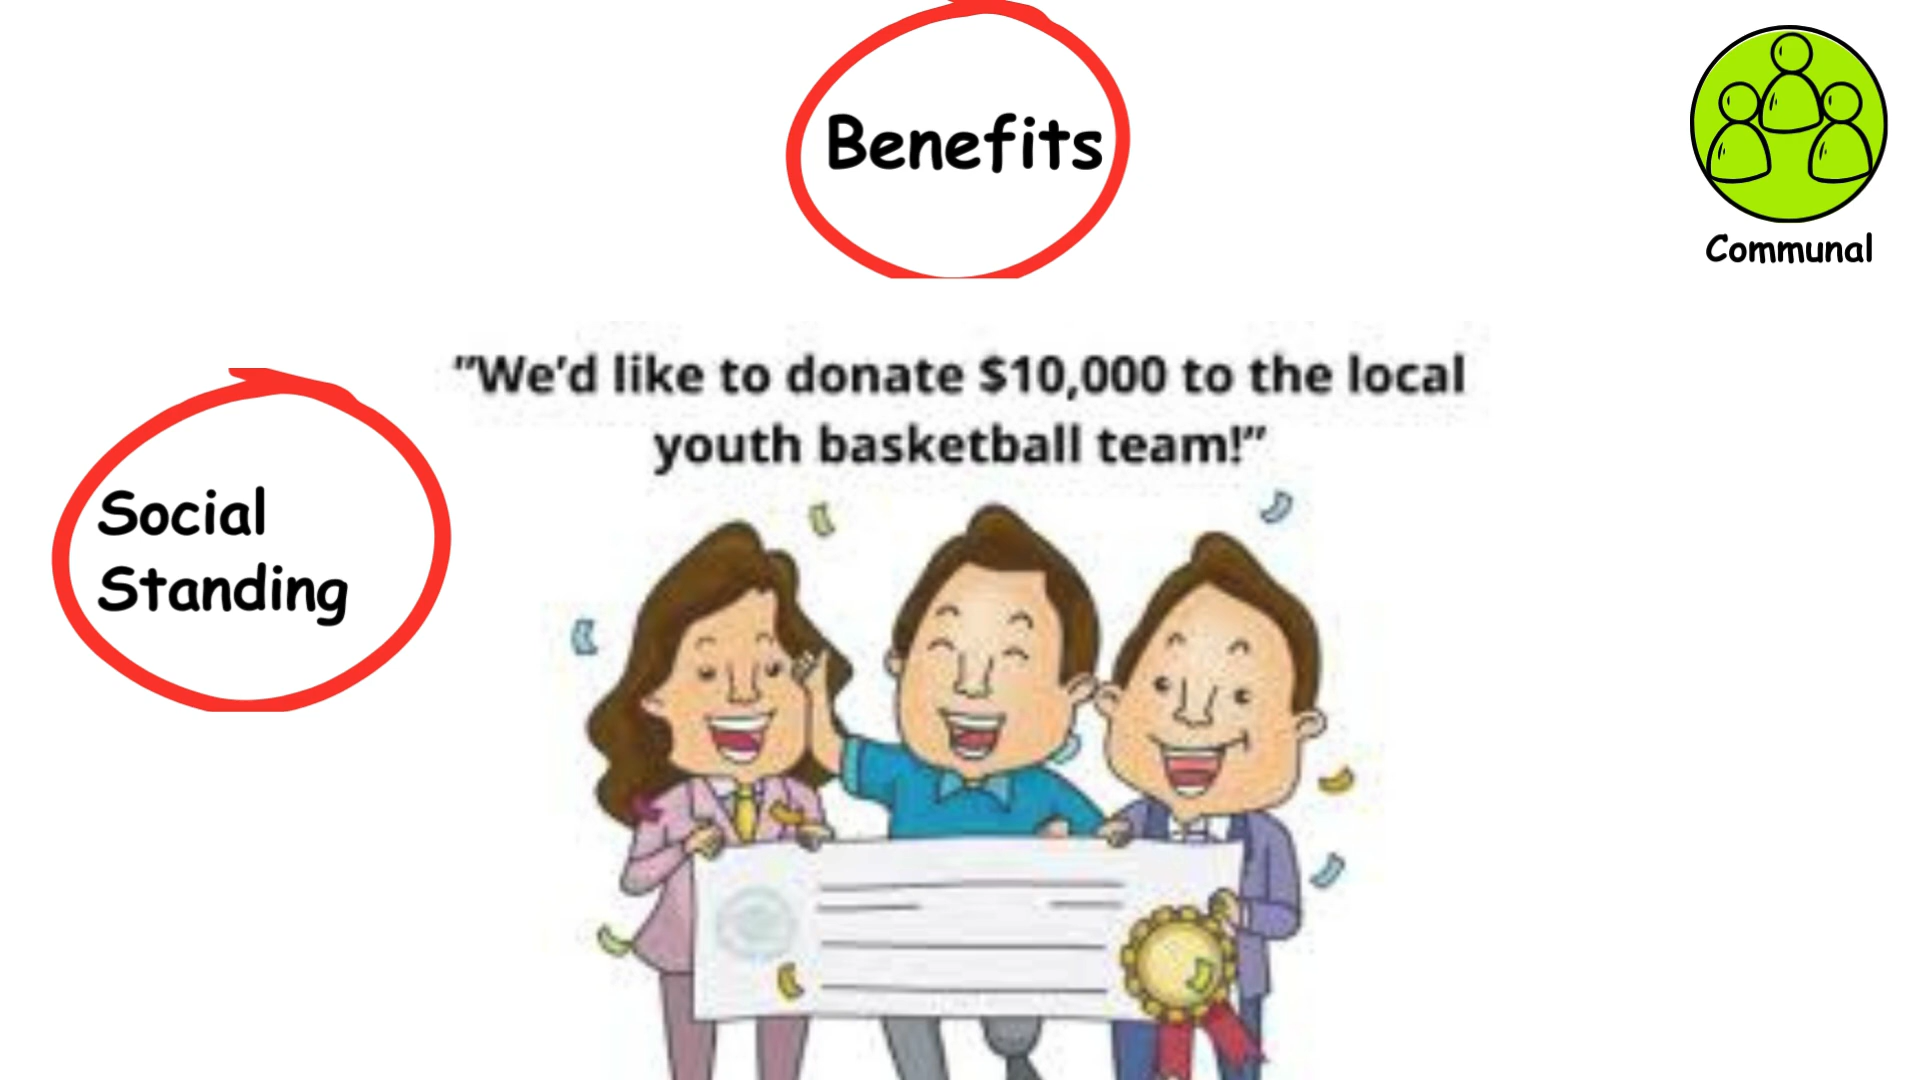 Benefits
Communal
"We'd like to donate $10,000 to the local
youth basketball team!"
Social
Standing